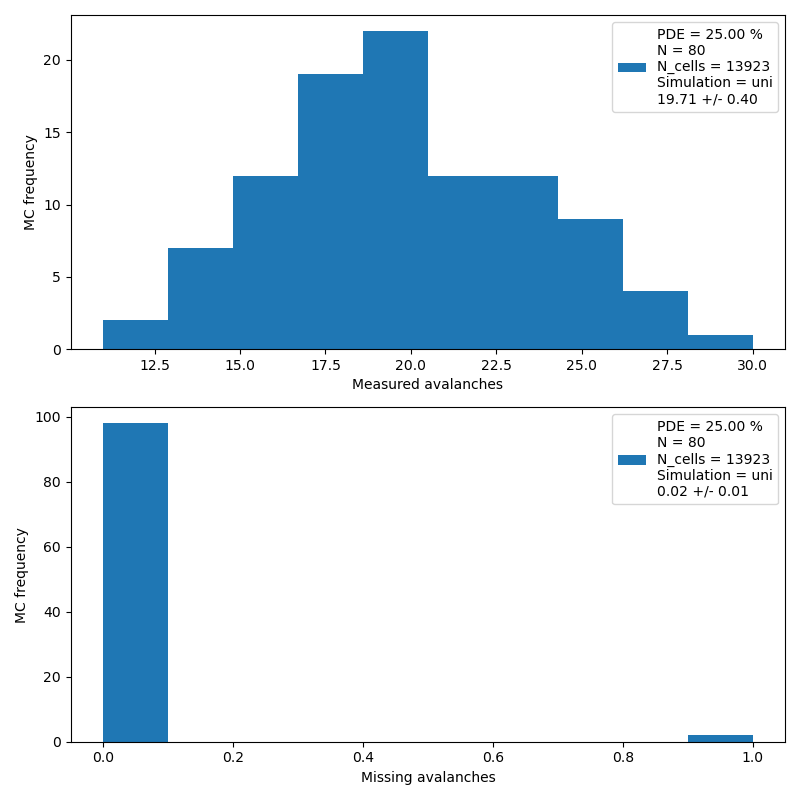 20
15
10
5
0
MC frequency
PDE = 25.00 %
N = 80
N_cells = 13923
Simulation = uni
19.71 +/- 0.40
12.5 15.0 17.5 20.0 22.5 25.0 27.5 30.0
Measured avalanches
100
80
60
40
20
0
MC frequency
PDE = 25.00 %
N = 80
N_cells = 13923
Simulation = uni
0.02 +/- 0.01
0.0 0.2 0.4 0.6 0.8 1.0
Missing avalanches